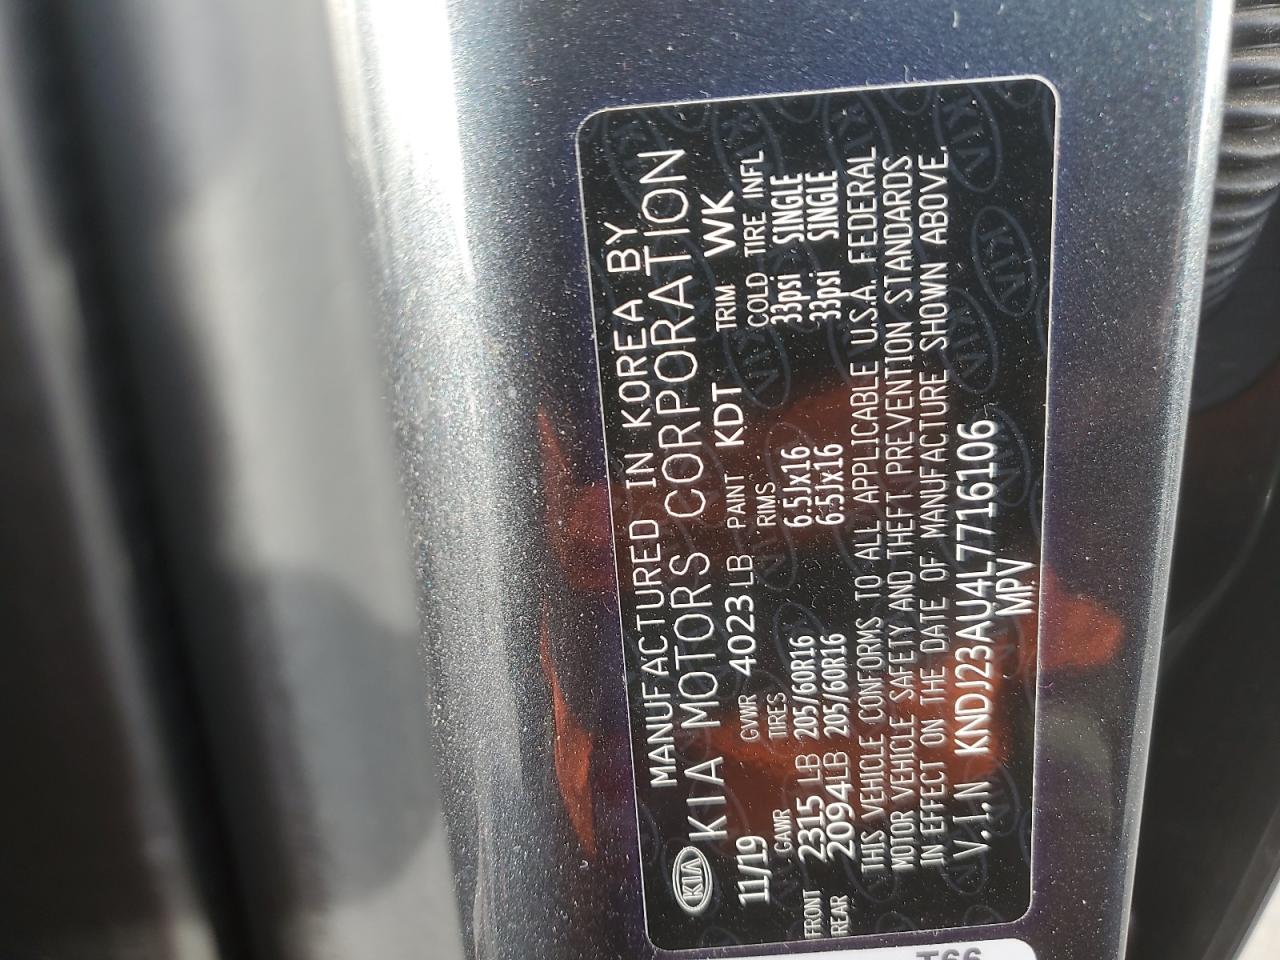 MANUFACTURED IN KOREA BY
KIA KIA MOTORS CORPORATION
11/19 GVWR 4023 LB PAINT KDT TRIM WK
GAWR TIRES RIMS COLD TIRE INFL
FRONT 2315 LB 205/60R16 6.5Jx16 33psi SINGLE
REAR 2094LB 205/60R16 6.5Jx16 33psi SINGLE
THIS VEHICLE CONFORMS TO ALL APPLICABLE U.S.A. FEDERAL
MOTOR VEHICLE SAFETY AND THEFT PREVENTION STANDARDS
IN EFFECT ON THE DATE OF MANUFACTURE SHOWN ABOVE.
V.I.N KNDJ23AU4L7716106
MPV